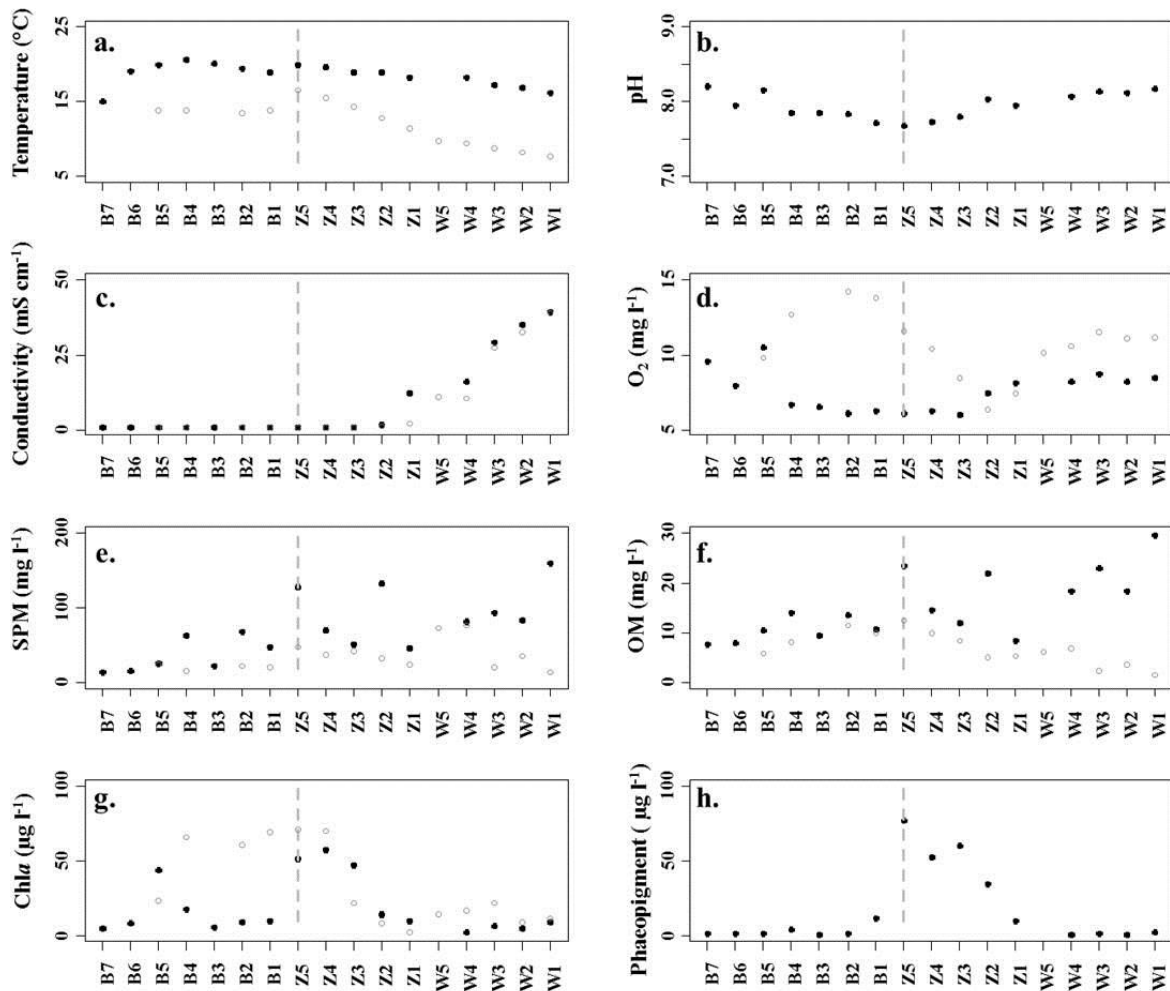 a.
Temperature (°C)
5 15 25
B7 B6 B5 B4 B3 B2 B1 Z5 Z4 Z3 Z2 Z1 W5 W4 W3 W2 W1
b.
pH
7.0 8.0 9.0
B7 B6 B5 B4 B3 B2 B1 Z5 Z4 Z3 Z2 Z1 W5 W4 W3 W2 W1
c.
Conductivity (mS cm⁻¹)
0 25 50
B7 B6 B5 B4 B3 B2 B1 Z5 Z4 Z3 Z2 Z1 W5 W4 W3 W2 W1
d.
O₂ (mg l⁻¹)
5 10 15
B7 B6 B5 B4 B3 B2 B1 Z5 Z4 Z3 Z2 Z1 W5 W4 W3 W2 W1
e.
SPM (mg l⁻¹)
0 100 200
B7 B6 B5 B4 B3 B2 B1 Z5 Z4 Z3 Z2 Z1 W5 W4 W3 W2 W1
f.
OM (mg l⁻¹)
0 10 20 30
B7 B6 B5 B4 B3 B2 B1 Z5 Z4 Z3 Z2 Z1 W5 W4 W3 W2 W1
g.
Chla (µg l⁻¹)
0 50 100
B7 B6 B5 B4 B3 B2 B1 Z5 Z4 Z3 Z2 Z1 W5 W4 W3 W2 W1
h.
Phaeopigment ( µg l⁻¹)
0 50 100
B7 B6 B5 B4 B3 B2 B1 Z5 Z4 Z3 Z2 Z1 W5 W4 W3 W2 W1